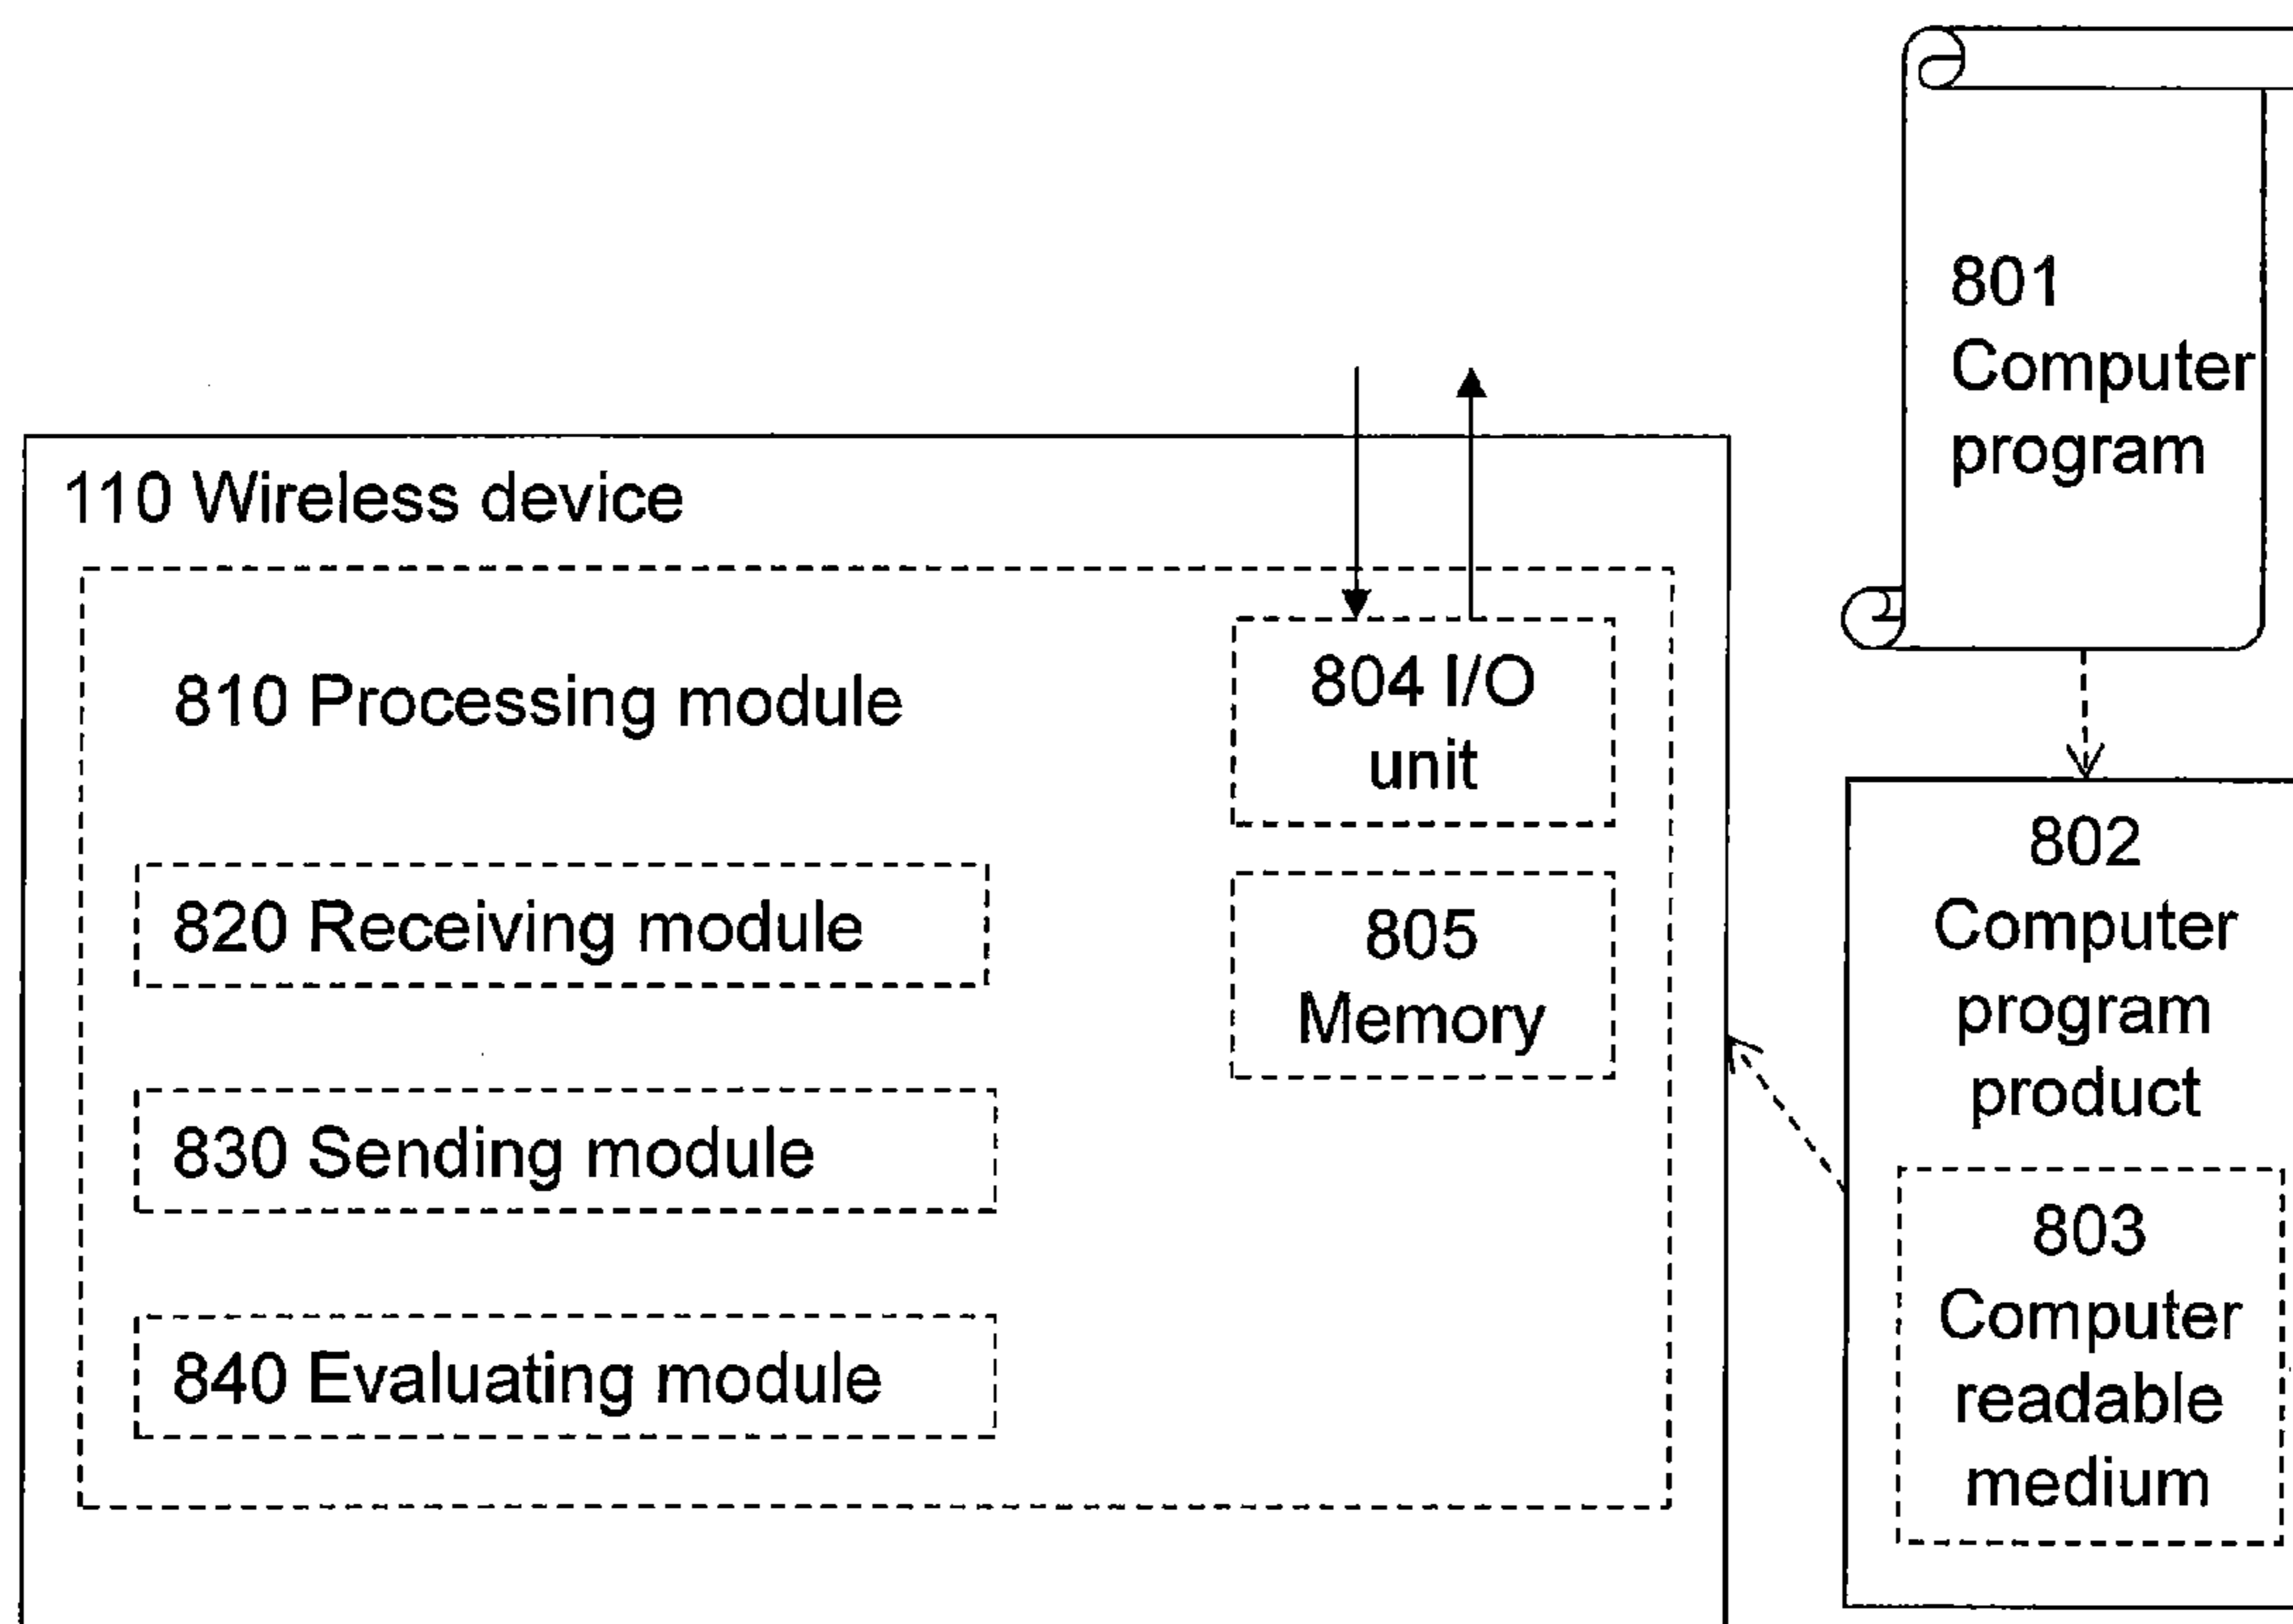 110 Wireless device
810 Processing module
804 I/O
unit
820 Receiving module
805
Memory
830 Sending module
840 Evaluating module
801
Computer
program
802
Computer
program
product
803
Computer
readable
medium